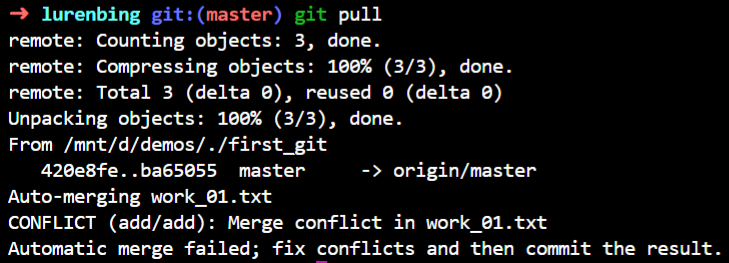 ➜ lurenbing git:(master) git pull
remote: Counting objects: 3, done.
remote: Compressing objects: 100% (3/3), done.
remote: Total 3 (delta 0), reused 0 (delta 0)
Unpacking objects: 100% (3/3), done.
From /mnt/d/demos/./first_git
   420e8fe..ba65055  master     -> origin/master
Auto-merging work_01.txt
CONFLICT (add/add): Merge conflict in work_01.txt
Automatic merge failed; fix conflicts and then commit the result.